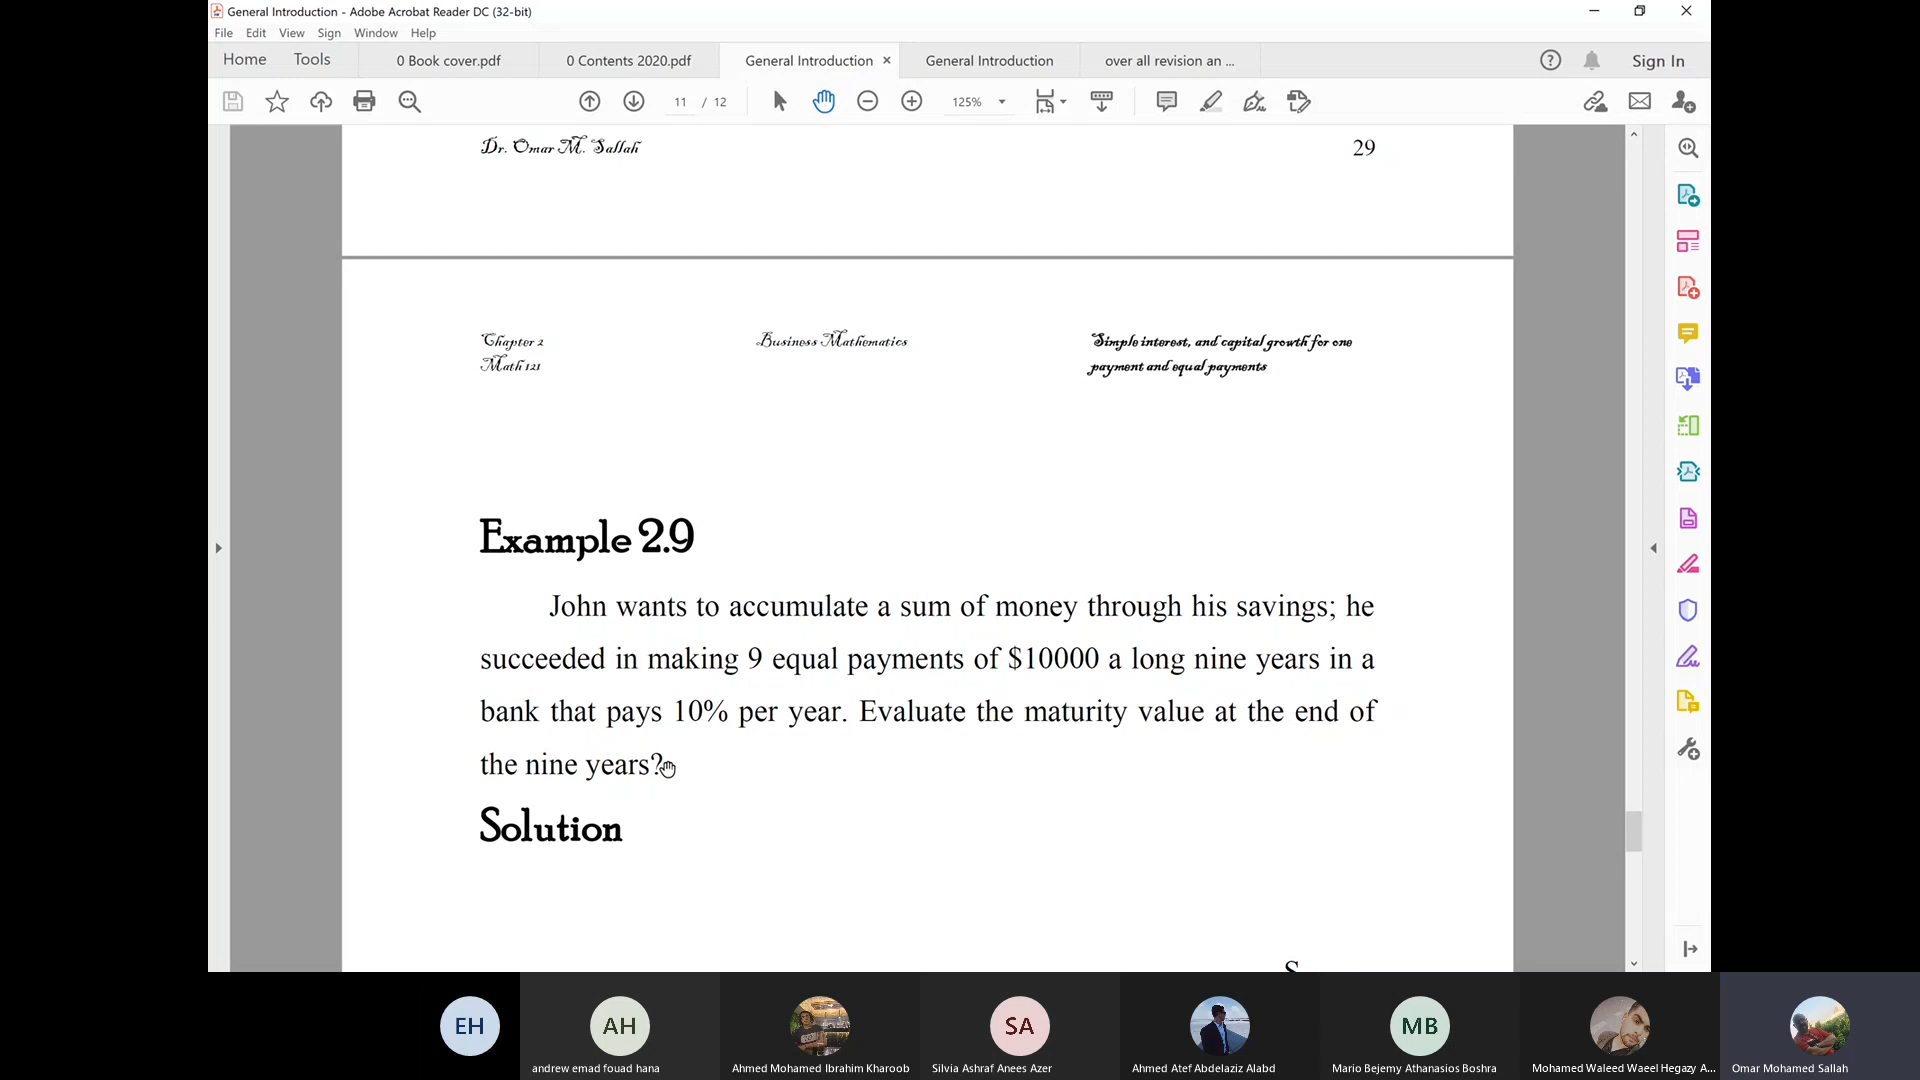 General Introduction - Adobe Acrobat Reader DC (32-bit)
File Edit View Sign Window Help
Home Tools 0 Book cover.pdf 0 Contents 2020.pdf General Introduction × General Introduction over all revision an ... Sign In
11 / 12 125%
Dr. Omar M. Sallah 29
Chapter 2 Business Mathematics Simple interest, and capital growth for one
Math 121 payment and equal payments
Example 2.9
John wants to accumulate a sum of money through his savings; he
succeeded in making 9 equal payments of $10000 a long nine years in a
bank that pays 10% per year. Evaluate the maturity value at the end of
the nine years?
Solution
S
EH AH SA MB
andrew emad fouad hana Ahmed Mohamed Ibrahim Kharoob Silvia Ashraf Anees Azer Ahmed Atef Abdelaziz Alabd Mario Bejemy Athanasios Boshra Mohamed Waleed Wael Hegazy A... Omar Mohamed Sallah